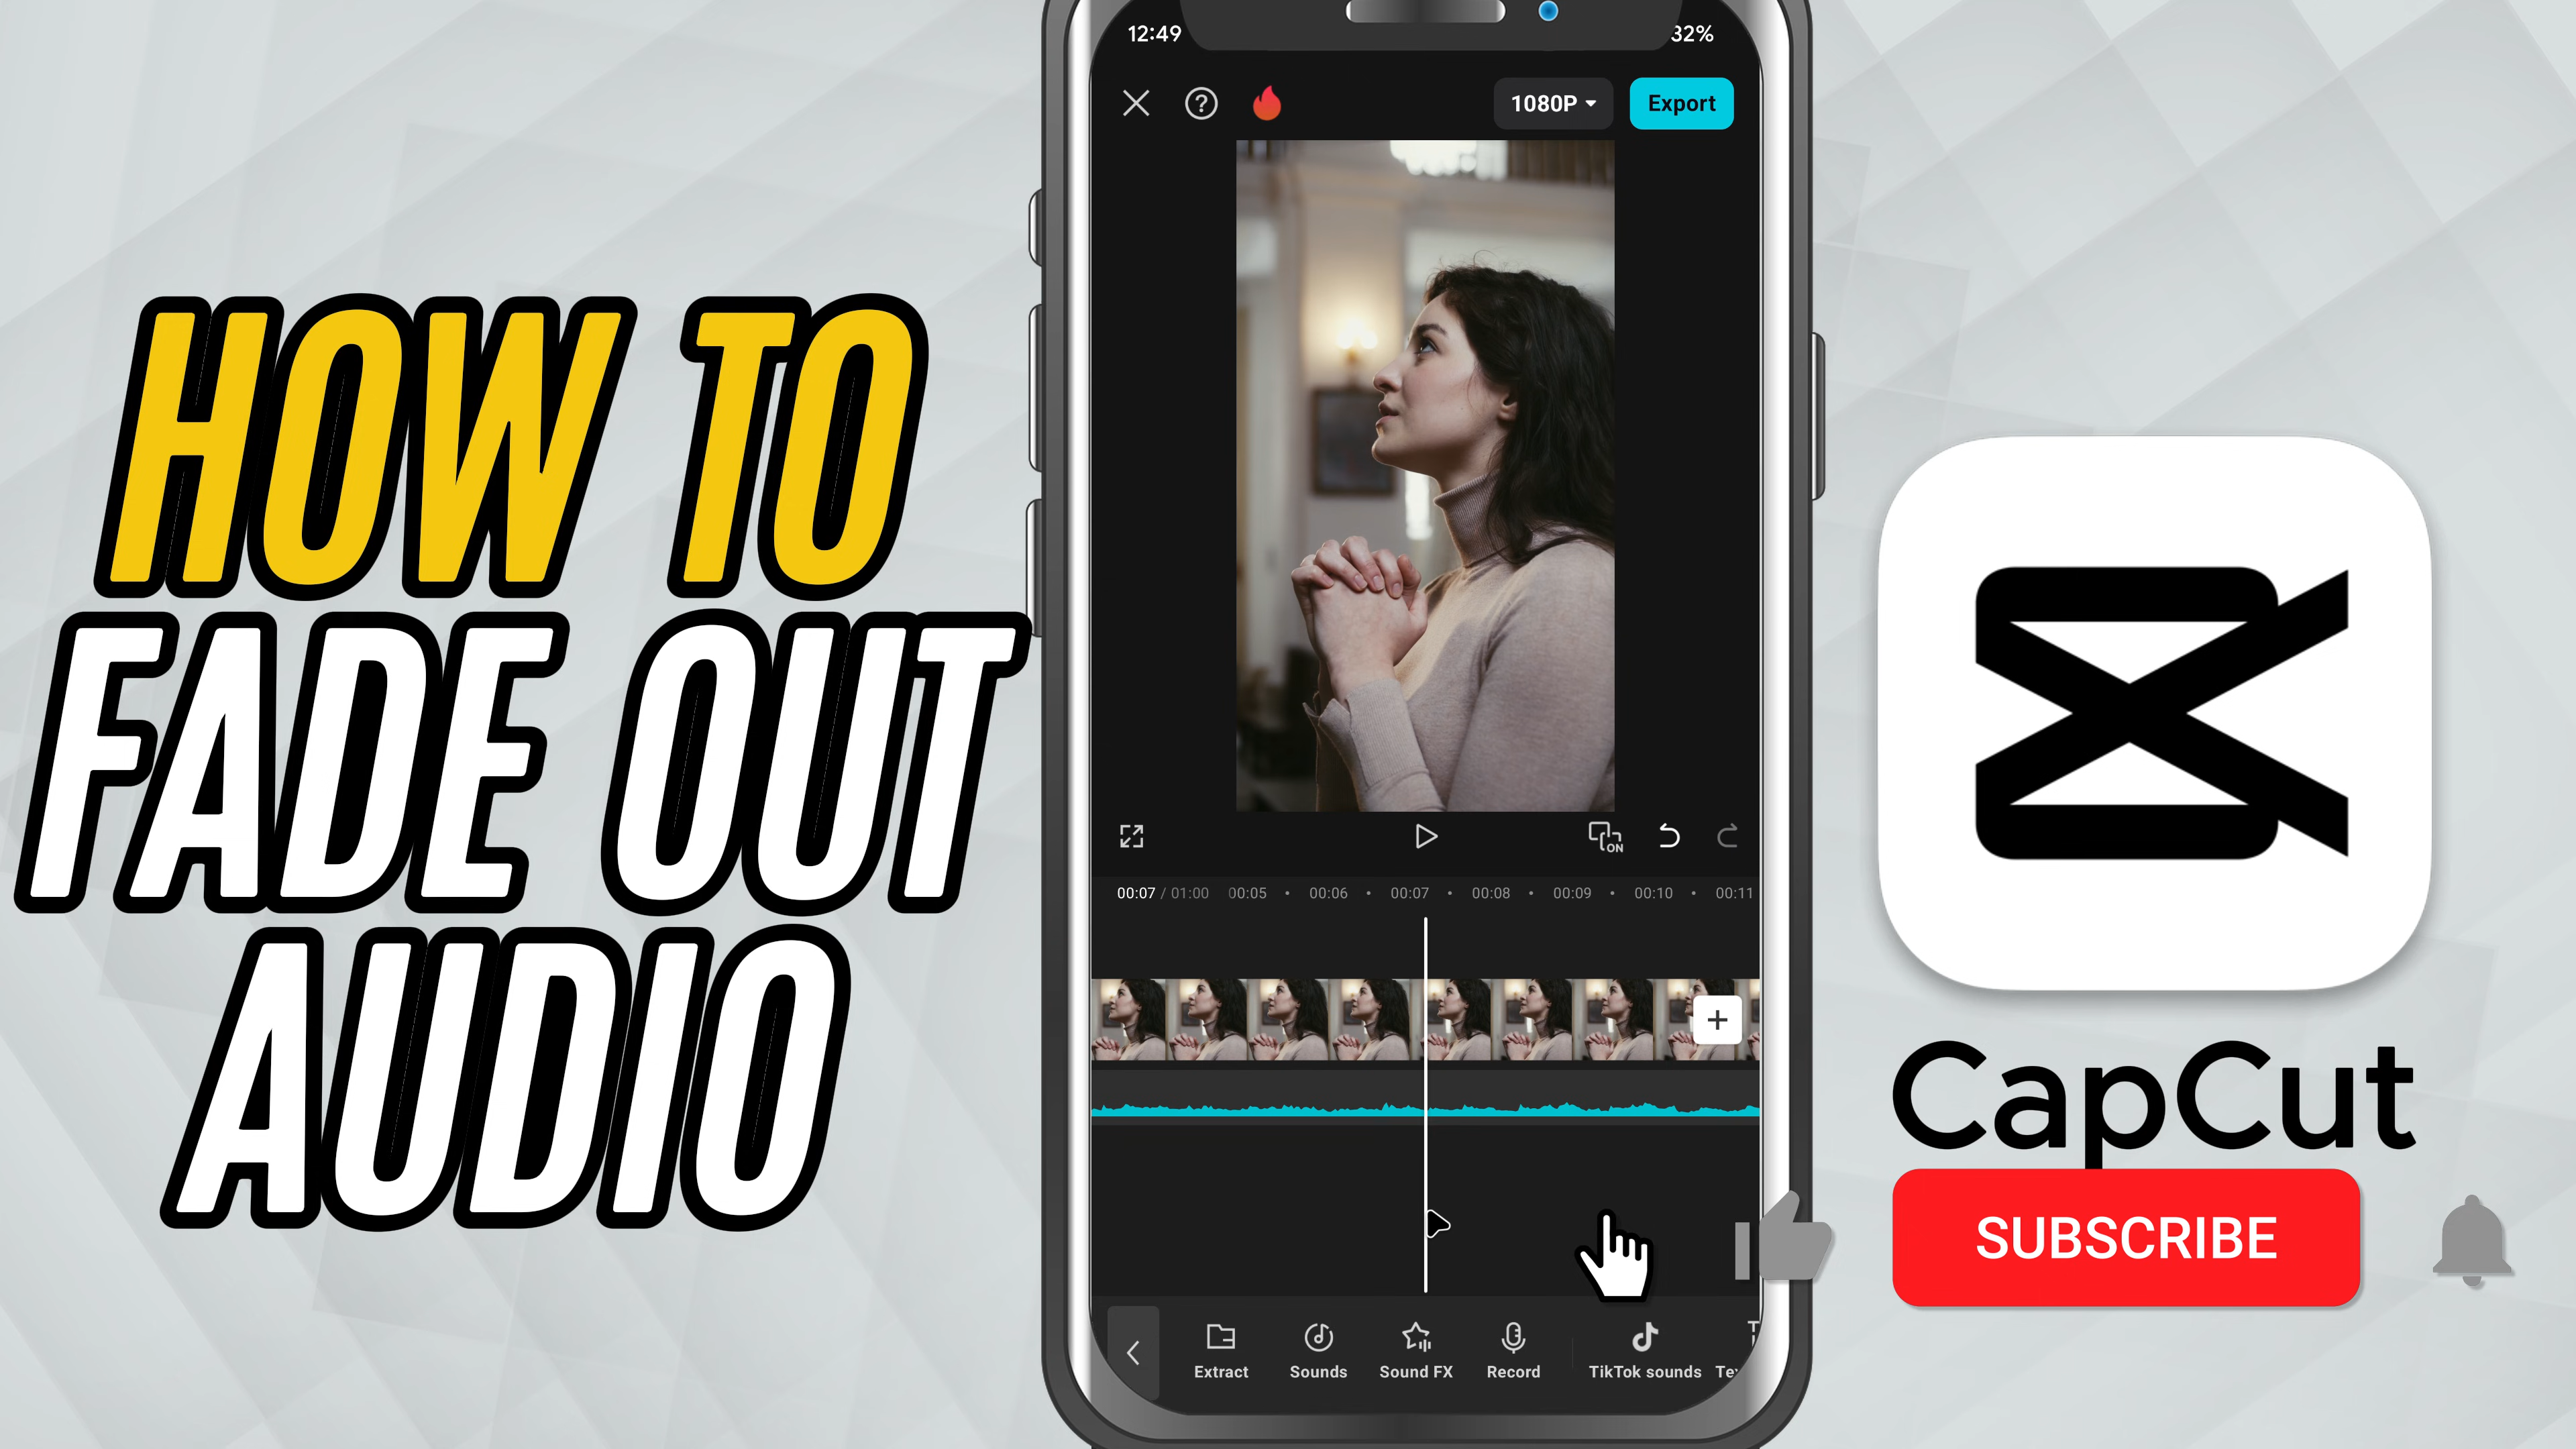 HOW TO
FADE OUT
AUDIO
12:49
32%
1080P
Export
ON
00:07 / 01:00
00:05
00:06
00:07
00:08
00:09
00:10
00:11
Extract
Sounds
Sound FX
Record
TikTok sounds
CapCut
SUBSCRIBE